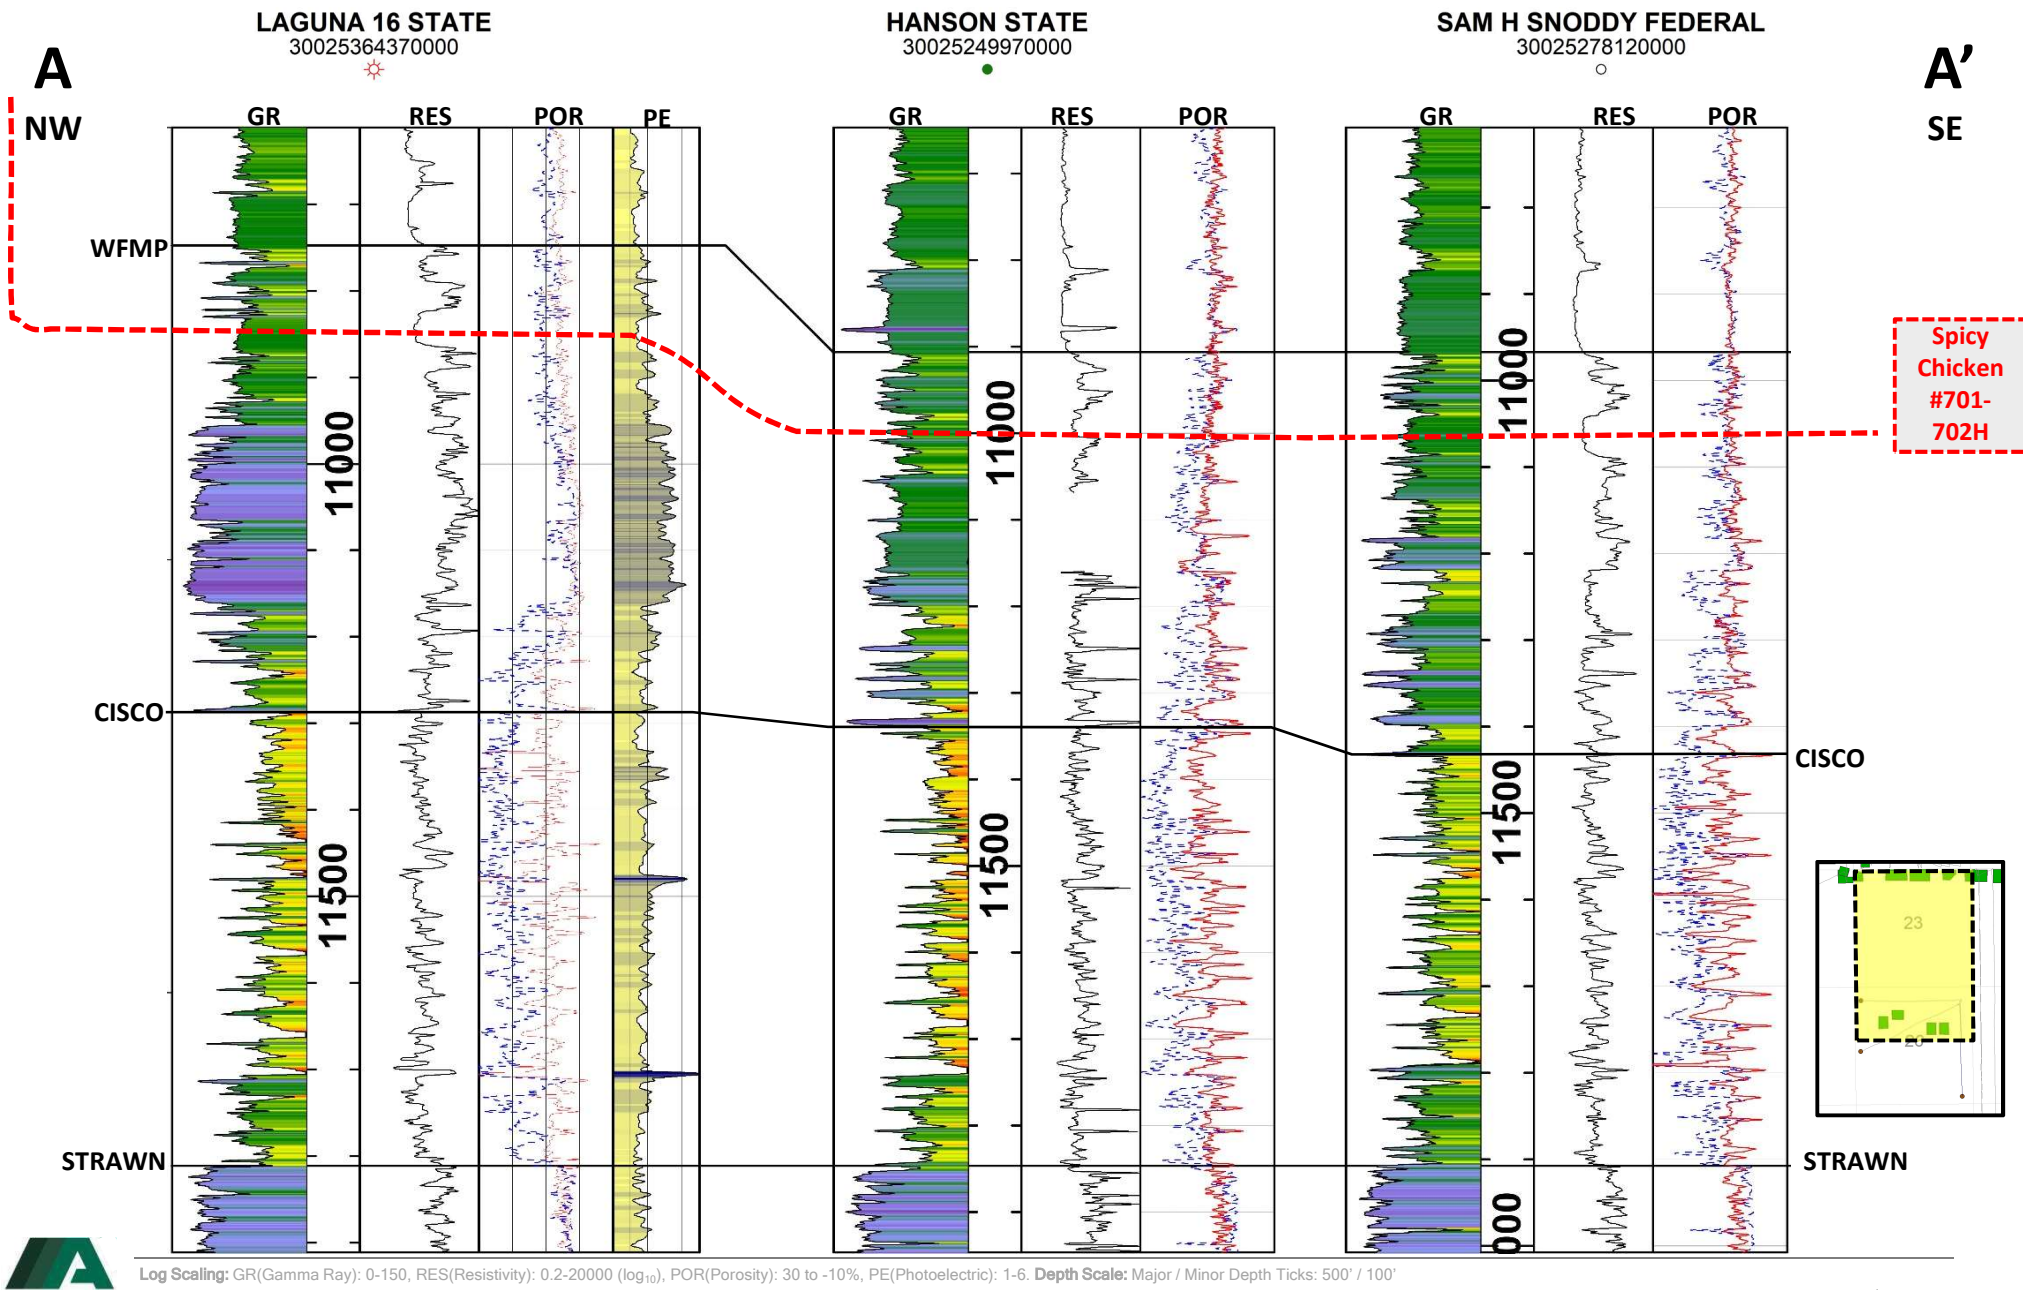 LAGUNA 16 STATE
30025364370000
HANSON STATE
30025249970000
SAM H SNODDY FEDERAL
30025278120000
A
A’
NW
SE
GR RES POR PE
GR RES POR
GR RES POR
WFMP
11000
11000
11000
Spicy
Chicken
#701-
702H
CISCO
CISCO
11500
11500
11500
23
26
STRAWN
STRAWN
000
Log Scaling: GR(Gamma Ray): 0-150, RES(Resistivity): 0.2-20000 (log10), POR(Porosity): 30 to -10%, PE(Photoelectric): 1-6. Depth Scale: Major / Minor Depth Ticks: 500' / 100'